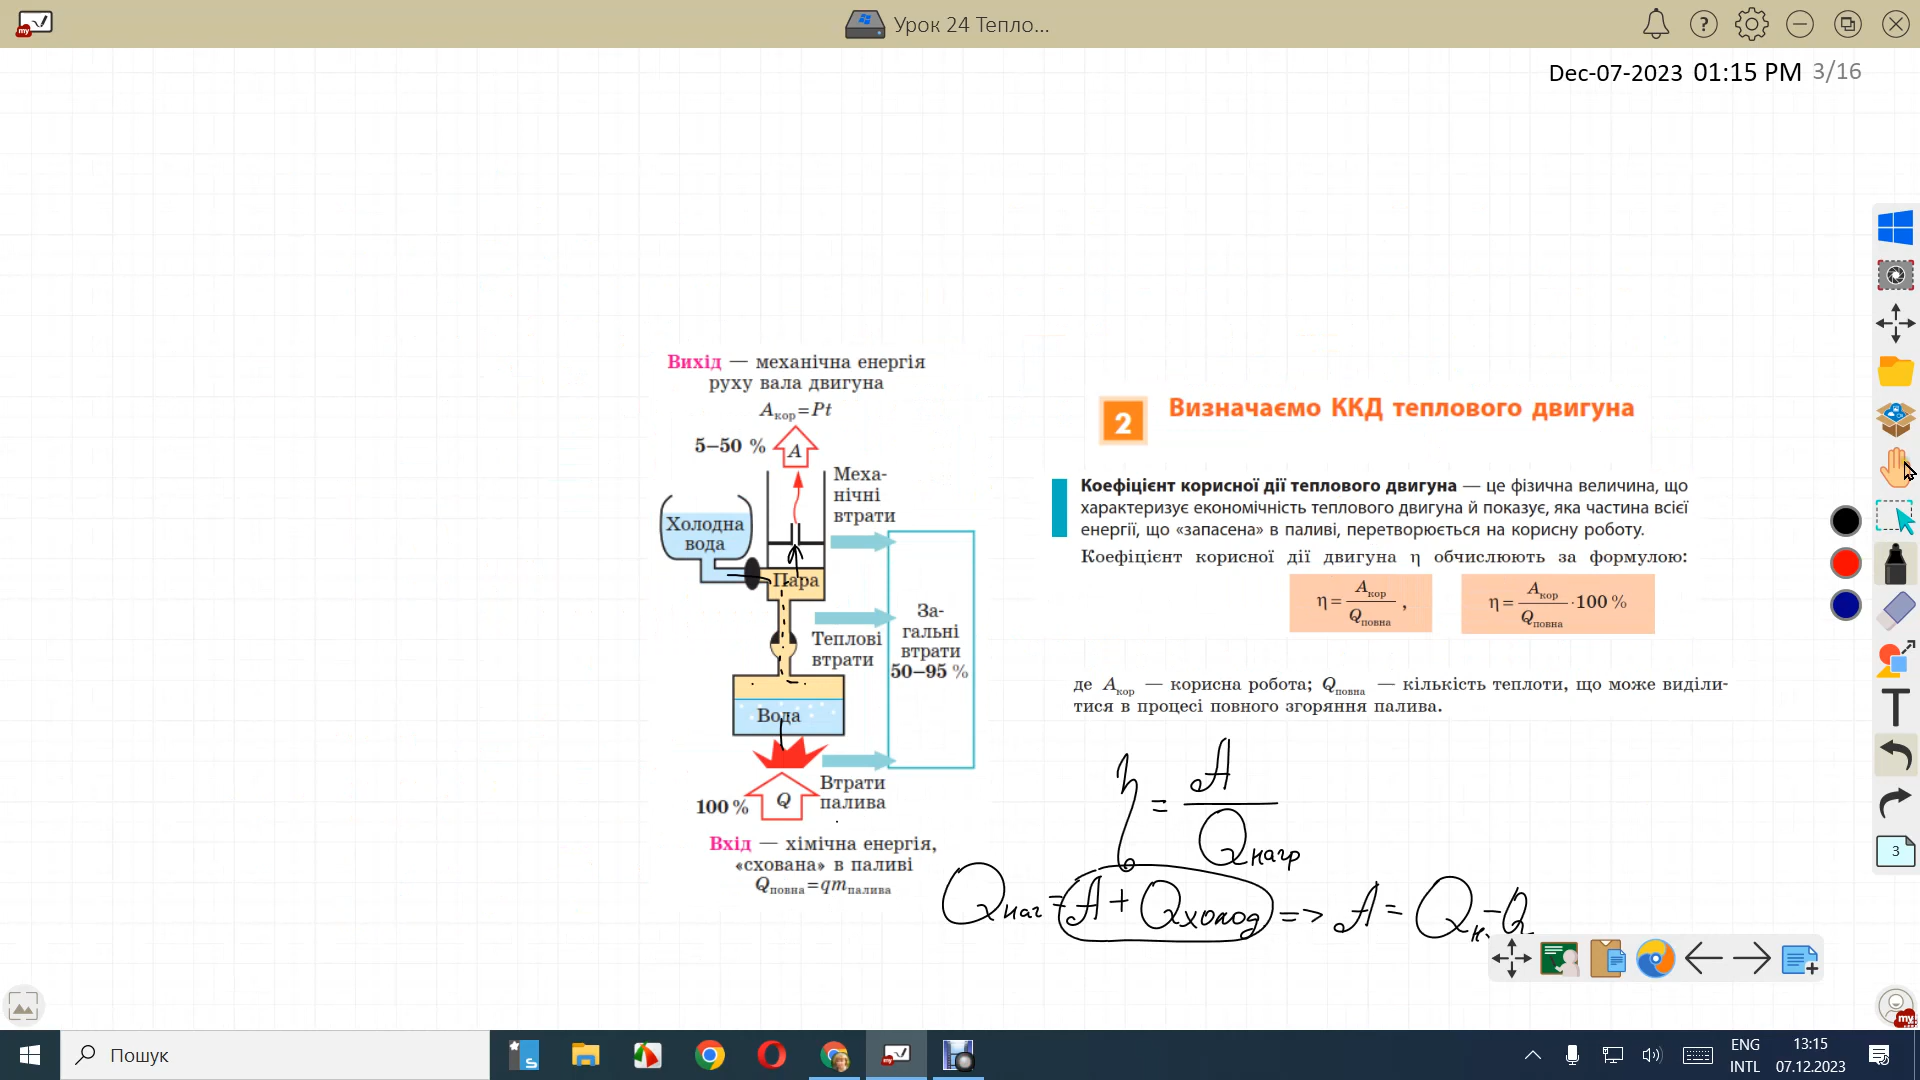 Урок 24 Тепло...
Dec-07-2023 01:15 PM 3/16
Вихід — механічна енергія
руху вала двигуна
Aкор = Pt
5–50 %
A
Меха-
нічні
втрати
Холодна
вода
Пара
Теплові
втрати
За-
гальні
втрати
50–95 %
Вода
100 %
Q
Втрати
палива
Вхід — хімічна енергія,
«схована» в паливі
Qповна = qmпалива
2
Визначаємо ККД теплового двигуна
Коефіцієнт корисної дії теплового двигуна — це фізична величина, що
характеризує економічність теплового двигуна й показує, яка частина всієї
енергії, що «запасена» в паливі, перетворюється на корисну роботу.
Коефіцієнт корисної дії двигуна η обчислюють за формулою:
η = Aкор / Qповна ,
η = Aкор / Qповна · 100 %
де Aкор — корисна робота; Qповна — кількість теплоти, що може виділи-
тися в процесі повного згоряння палива.
η = A / Qнагр
Qнаг = A + Qхолод => A = Qн. – Q
T
3
my
my
Пошук
ENG
INTL
13:15
07.12.2023